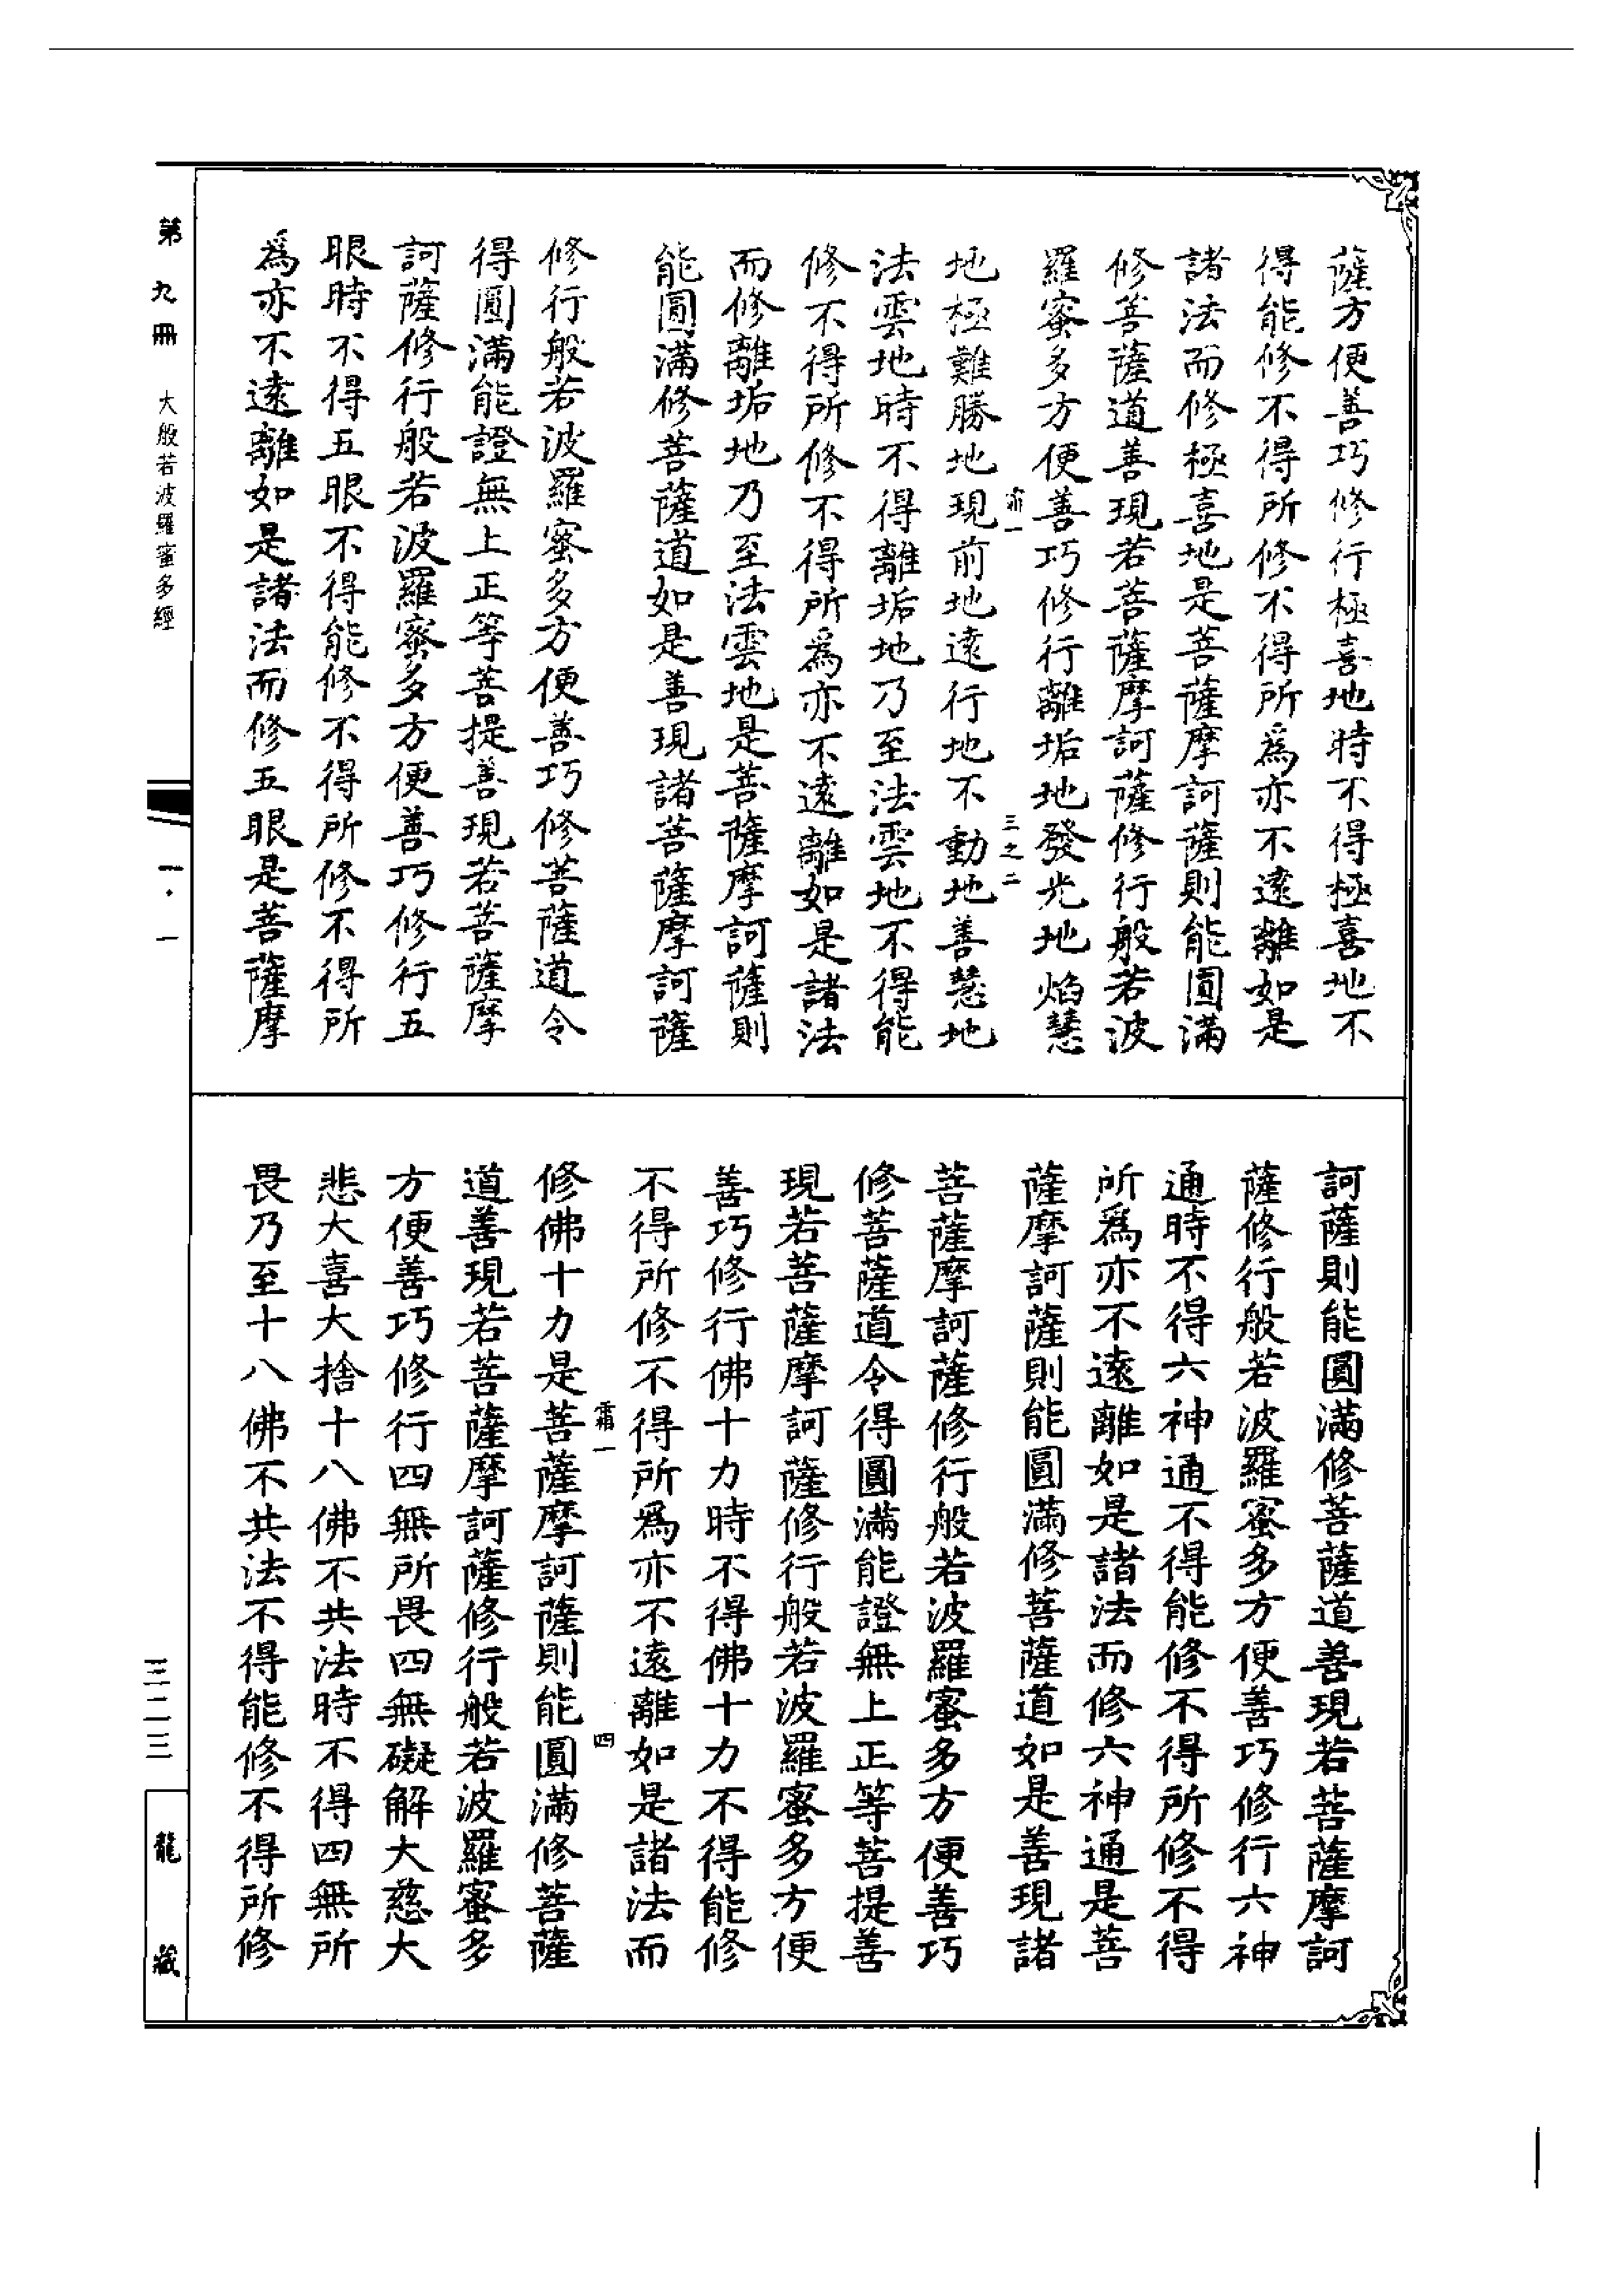 薩方便善巧修行極喜地時不得極喜地不
得能修不得所修不得所爲亦不遠離如是
諸法而修極喜地是菩薩摩訶薩則能圓滿
修菩薩道善現若菩薩摩訶薩修行般若波
羅蜜多方便善巧修行離垢地發光地焰慧
三之二
地極難勝地現前地遠行地不動地善慧地
法雲地時不得離垢地乃至法雲地不得能
修不得所修不得所爲亦不遠離如是諸法
而修離垢地乃至法雲地是菩薩摩訶薩則
能圓滿修菩薩道如是善現諸菩薩摩訶薩
修行般若波羅蜜多方便善巧修菩薩道令
得圓滿能證無上正等菩提善現若菩薩摩
訶薩修行般若波羅蜜多方便善巧修行五
眼時不得五眼不得能修不得所修不得所
爲亦不遠離如是諸法而修五眼是菩薩摩
訶薩則能圓滿修菩薩道善現若菩薩摩訶
薩修行般若波羅蜜多方便善巧修行六神
通時不得六神通不得能修不得所修不得
所爲亦不遠離如是諸法而修六神通是菩
薩摩訶薩則能圓滿修菩薩道如是善現諸
菩薩摩訶薩修行般若波羅蜜多方便善巧
修菩薩道令得圓滿能證無上正等菩提善
現若菩薩摩訶薩修行般若波羅蜜多方便
善巧修行佛十力時不得佛十力不得能修
不得所修不得所爲亦不遠離如是諸法而
霜一 四
修佛十力是菩薩摩訶薩則能圓滿修菩薩
道善現若菩薩摩訶薩修行般若波羅蜜多
方便善巧修行四無所畏四無礙解大慈大
悲大喜大捨十八佛不共法時不得四無所
畏乃至十八佛不共法不得能修不得所修
第九冊 大般若波羅蜜多經
一·一
三二三
龍藏